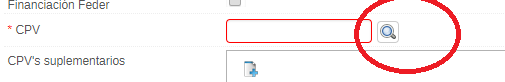 Financiación Feder
* CPV
CPV's suplementarios